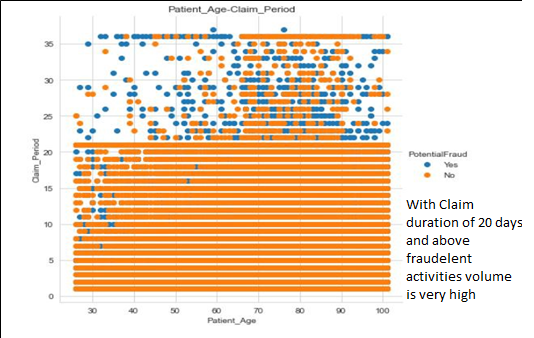 Patient_Age-Claim_Period
35
30
25
20
15
10
5
0
Claim_Period
30 40 50 60 70 80 90 100
Patient_Age
PotentialFraud
Yes
No
With Claim
duration of 20 days
and above
fraudelent
activities volume
is very high